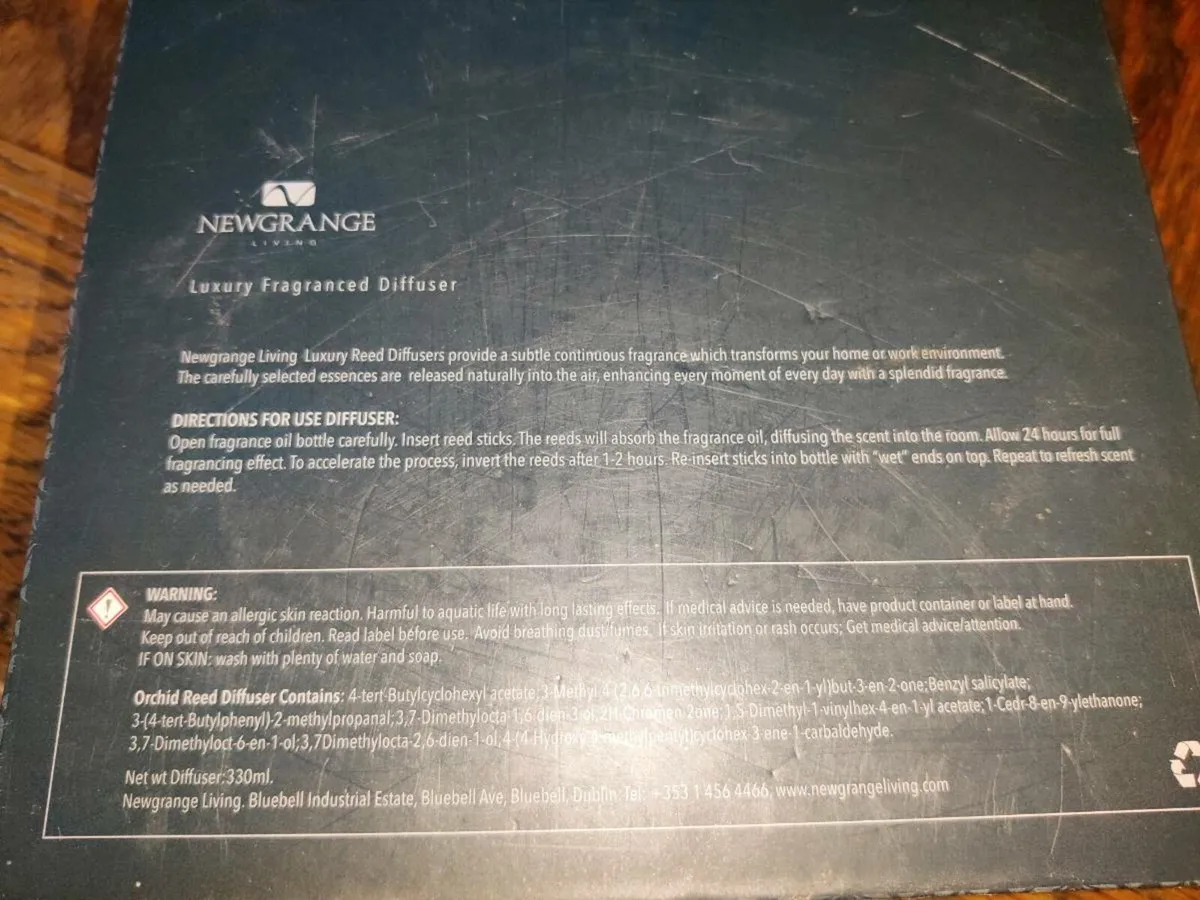 NEWGRANGE
LIVING
Luxury Fragranced Diffuser
Newgrange Living Luxury Reed Diffusers provide a subtle continuous fragrance which transforms your home or work environment.
The carefully selected essences are released naturally into the air, enhancing every moment of every day with a splendid fragrance.
DIRECTIONS FOR USE DIFFUSER:
Open fragrance oil bottle carefully. Insert reed sticks. The reeds will absorb the fragrance oil, diffusing the scent into the room. Allow 24 hours for full
fragrancing effect. To accelerate the process, invert the reeds after 1-2 hours. Re-insert sticks into bottle with "wet" ends on top. Repeat to refresh scent
as needed.
WARNING:
May cause an allergic skin reaction. Harmful to aquatic life with long lasting effects. If medical advice is needed, have product container or label at hand.
Keep out of reach of children. Read label before use. Avoid breathing dust/fumes. If skin irritation or rash occurs; Get medical advice/attention.
IF ON SKIN: wash with plenty of water and soap.
Orchid Reed Diffuser Contains: 4-tert-Butylcyclohexyl acetate;3-Methyl-4-(2,6,6-trimethylcyclohex-2-en-1-yl)but-3-en-2-one;Benzyl salicylate;
3-(4-tert-Butylphenyl)-2-methylpropanal;3,7-Dimethylocta-1,6-dien-3-ol;2H-Chromen-2one;1,5-Dimethyl-1-vinylhex-4-en-1-yl acetate;1-Cedr-8-en-9-ylethanone;
3,7-Dimethyloct-6-en-1-ol;3,7Dimethylocta-2,6-dien-1-ol,4-(4-Hydroxy-4-methylpentyl)cyclohex-3-ene-1-carbaldehyde.
Net wt Diffuser:330ml.
Newgrange Living. Bluebell Industrial Estate, Bluebell Ave, Bluebell, Dublin. Tel: +353 1 456 4466, www.newgrangeliving.com